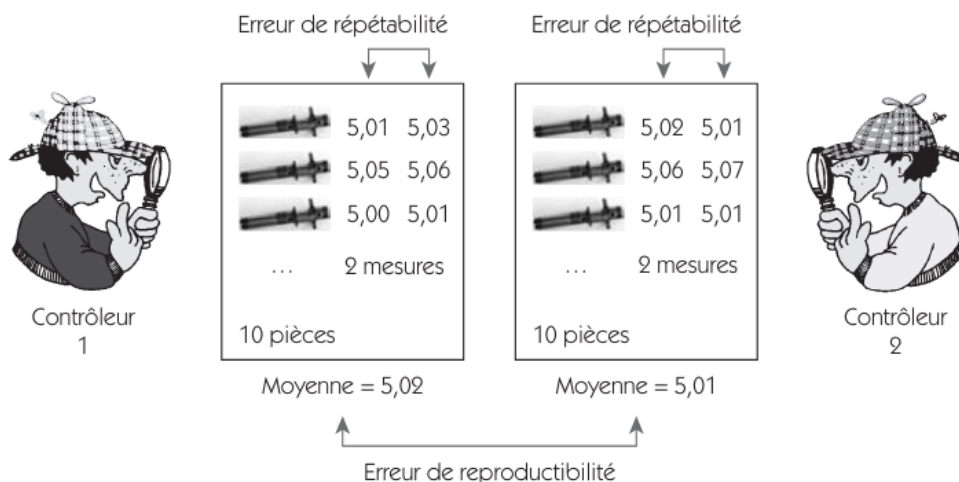 Erreur de répétabilité
5,01 5,03
5,05 5,06
5,00 5,01
… 2 mesures
10 pièces
Contrôleur
1
Moyenne = 5,02
Erreur de répétabilité
5,02 5,01
5,06 5,07
5,01 5,01
… 2 mesures
10 pièces
Contrôleur
2
Moyenne = 5,01
Erreur de reproductibilité